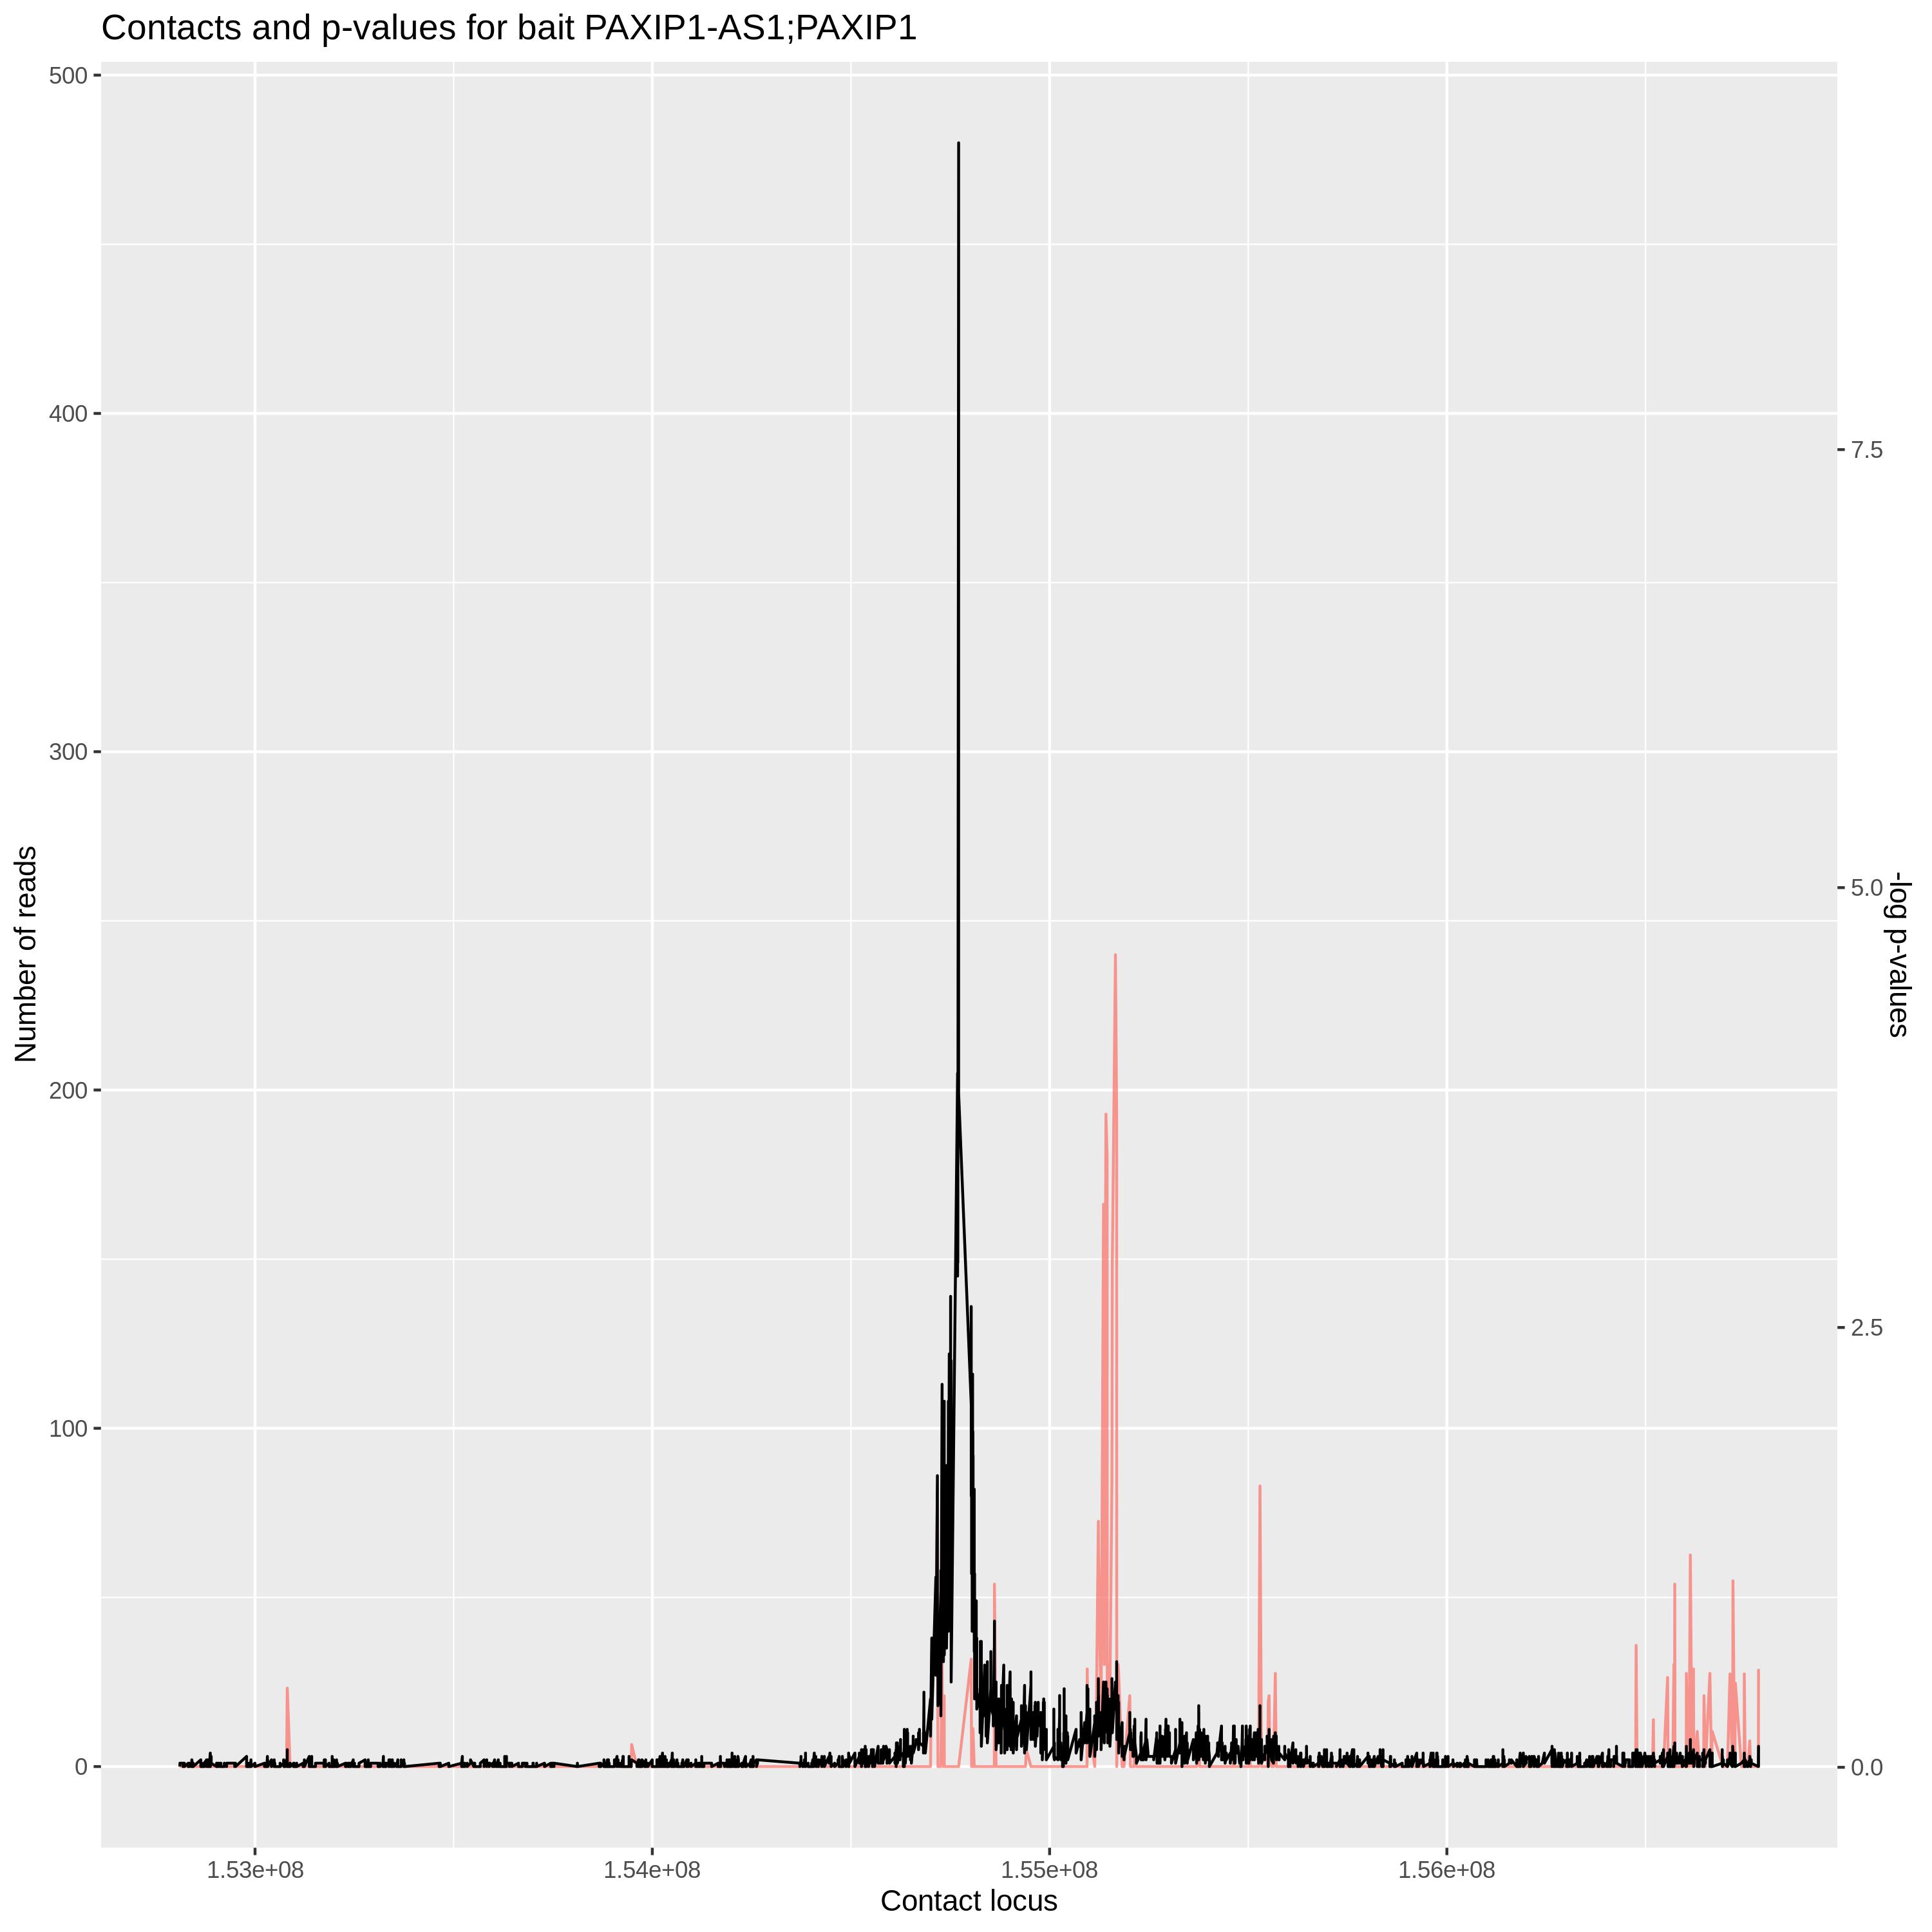 Contacts and p-values for bait PAXIP1-AS1;PAXIP1
500
400
300
200
100
0
Number of reads
7.5
5.0
2.5
0.0
-log p-values
1.53e+08
1.54e+08
1.55e+08
1.56e+08
Contact locus